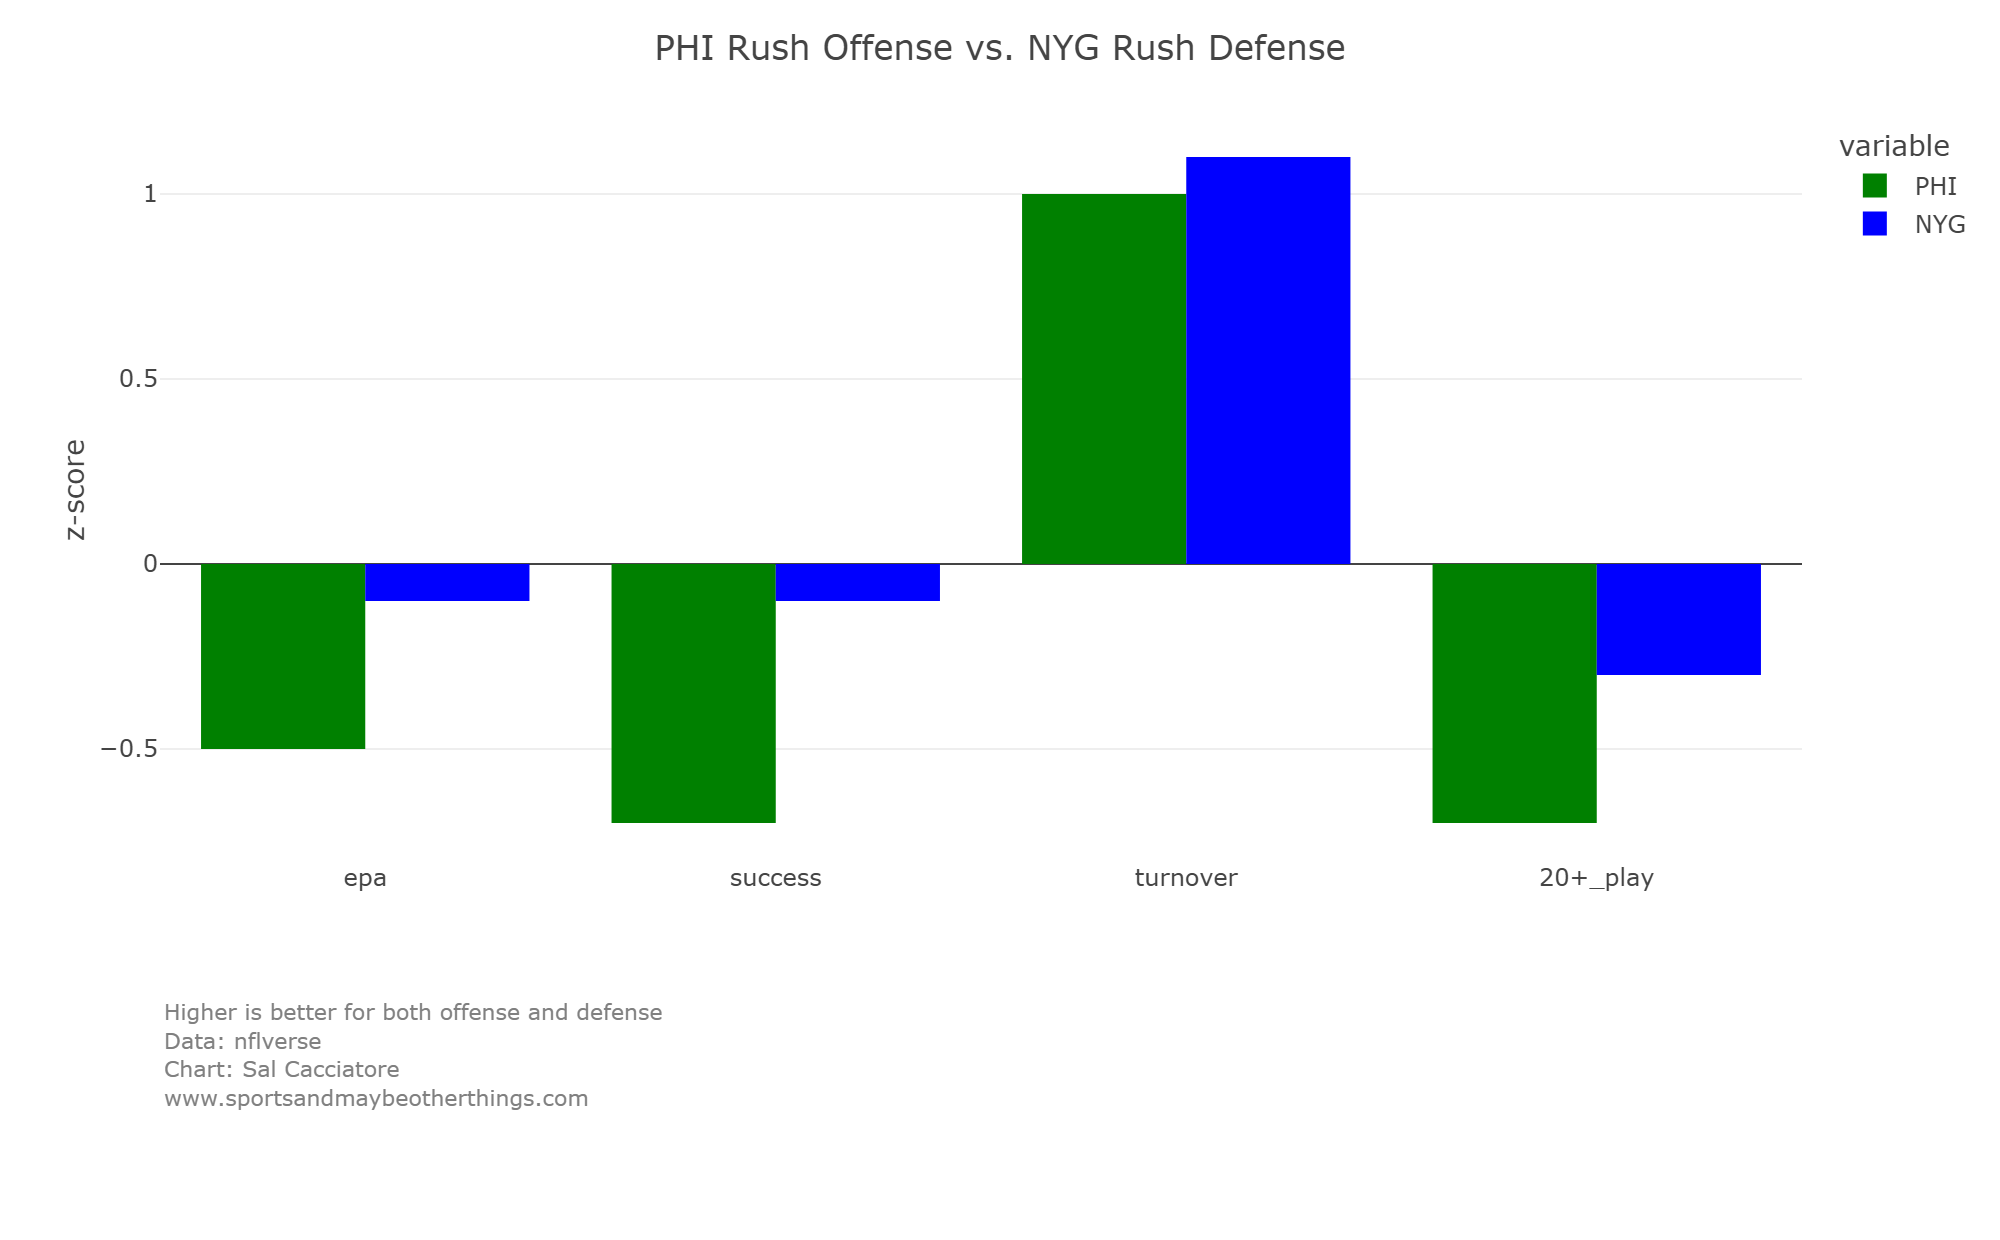 PHI Rush Offense vs. NYG Rush Defense
variable
PHI
NYG
1
0.5
0
−0.5
z-score
epa
success
turnover
20+_play
Higher is better for both offense and defense
Data: nflverse
Chart: Sal Cacciatore
www.sportsandmaybeotherthings.com